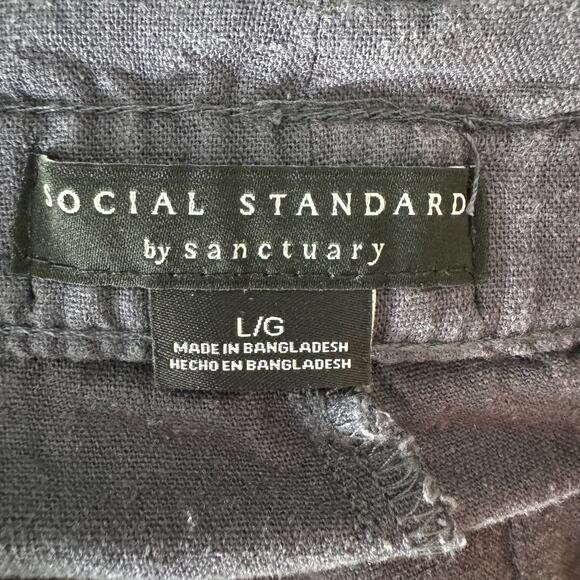 SOCIAL STANDARD
by sanctuary
L/G
MADE IN BANGLADESH
HECHO EN BANGLADESH